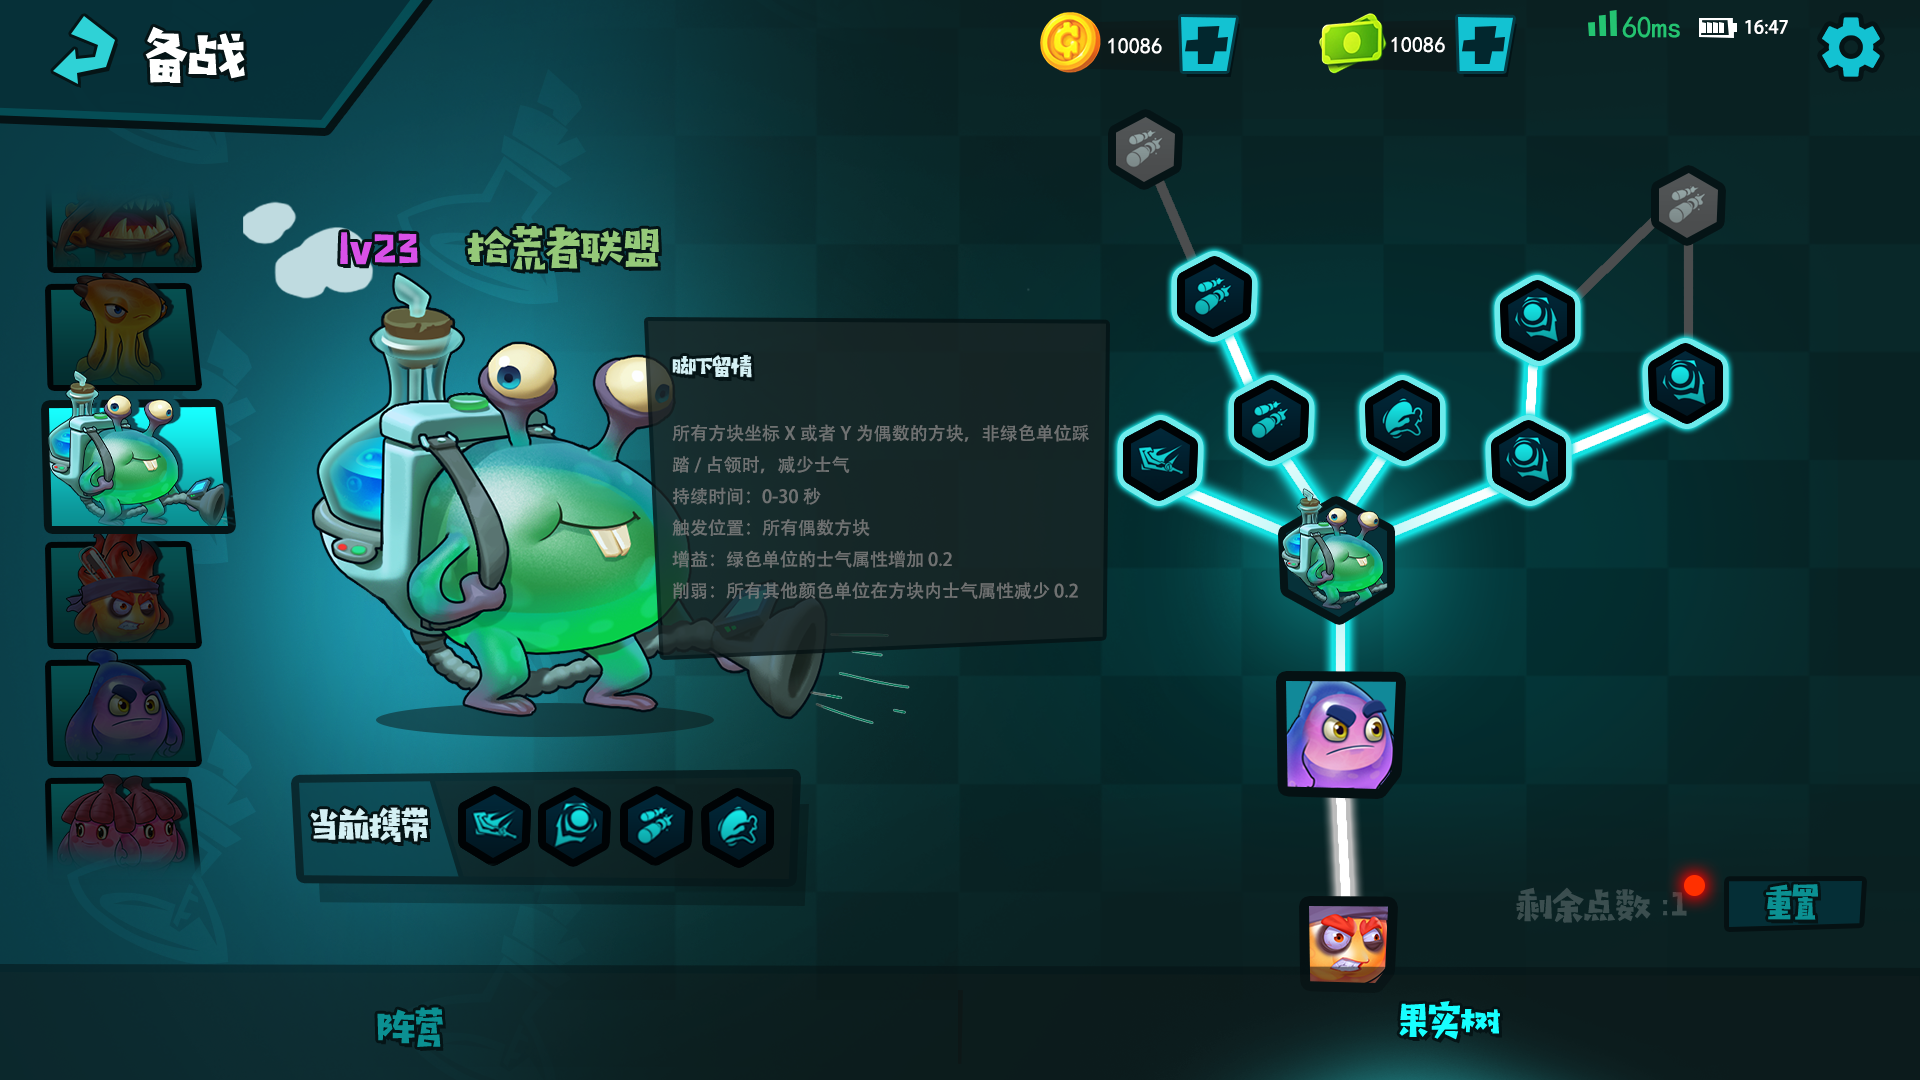 备战
10086
10086
60ms
16:47
lv23
拾荒者联盟
脚下留情
所有方块坐标 X 或者 Y 为偶数的方块，非绿色单位踩
踏 / 占领时，减少士气
持续时间：0-30 秒
触发位置：所有偶数方块
增益：绿色单位的士气属性增加 0.2
削弱：所有其他颜色单位在方块内士气属性减少 0.2
当前携带
剩余点数 :1
重置
阵营
果实树